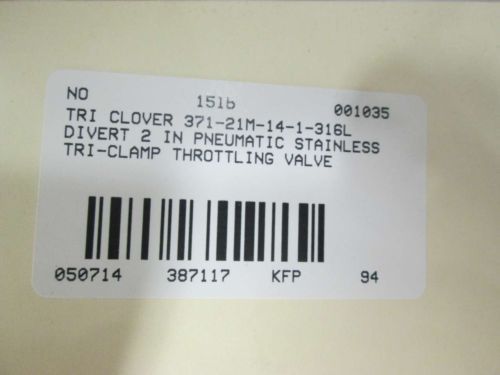 NO 151b 001035
TRI CLOVER 371-21M-14-1-316L
DIVERT 2 IN PNEUMATIC STAINLESS
TRI-CLAMP THROTTLING VALVE
050714 387117 KFP 94